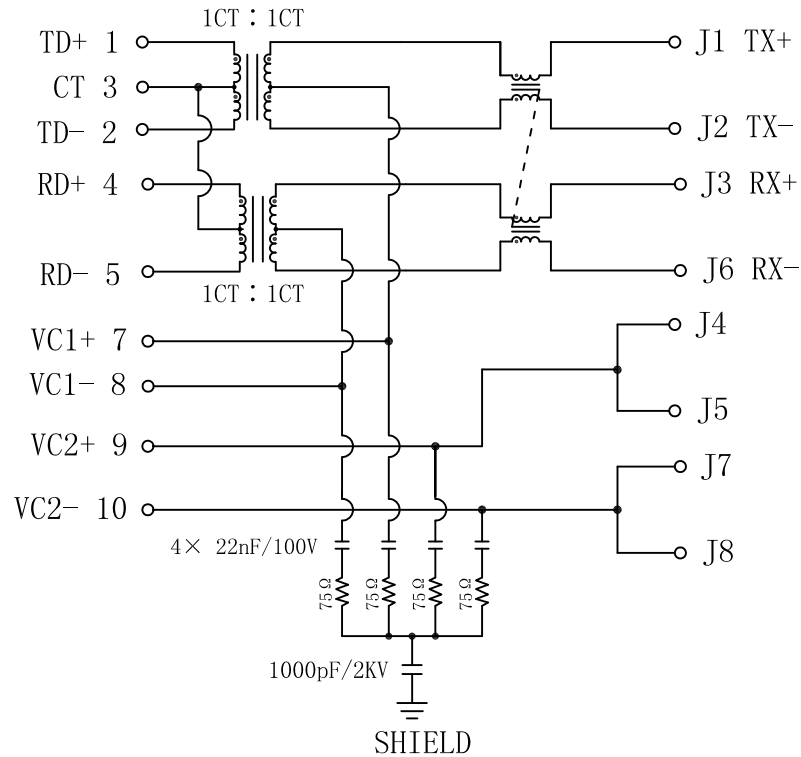 1CT：1CT
TD+ 1
J1 TX+
CT 3
TD- 2
J2 TX-
RD+ 4
J3 RX+
RD- 5
J6 RX-
1CT：1CT
J4
VC1+ 7
VC1- 8
J5
VC2+ 9
J7
VC2- 10
4× 22nF/100V
J8
75Ω
75Ω
75Ω
75Ω
1000pF/2KV
SHIELD